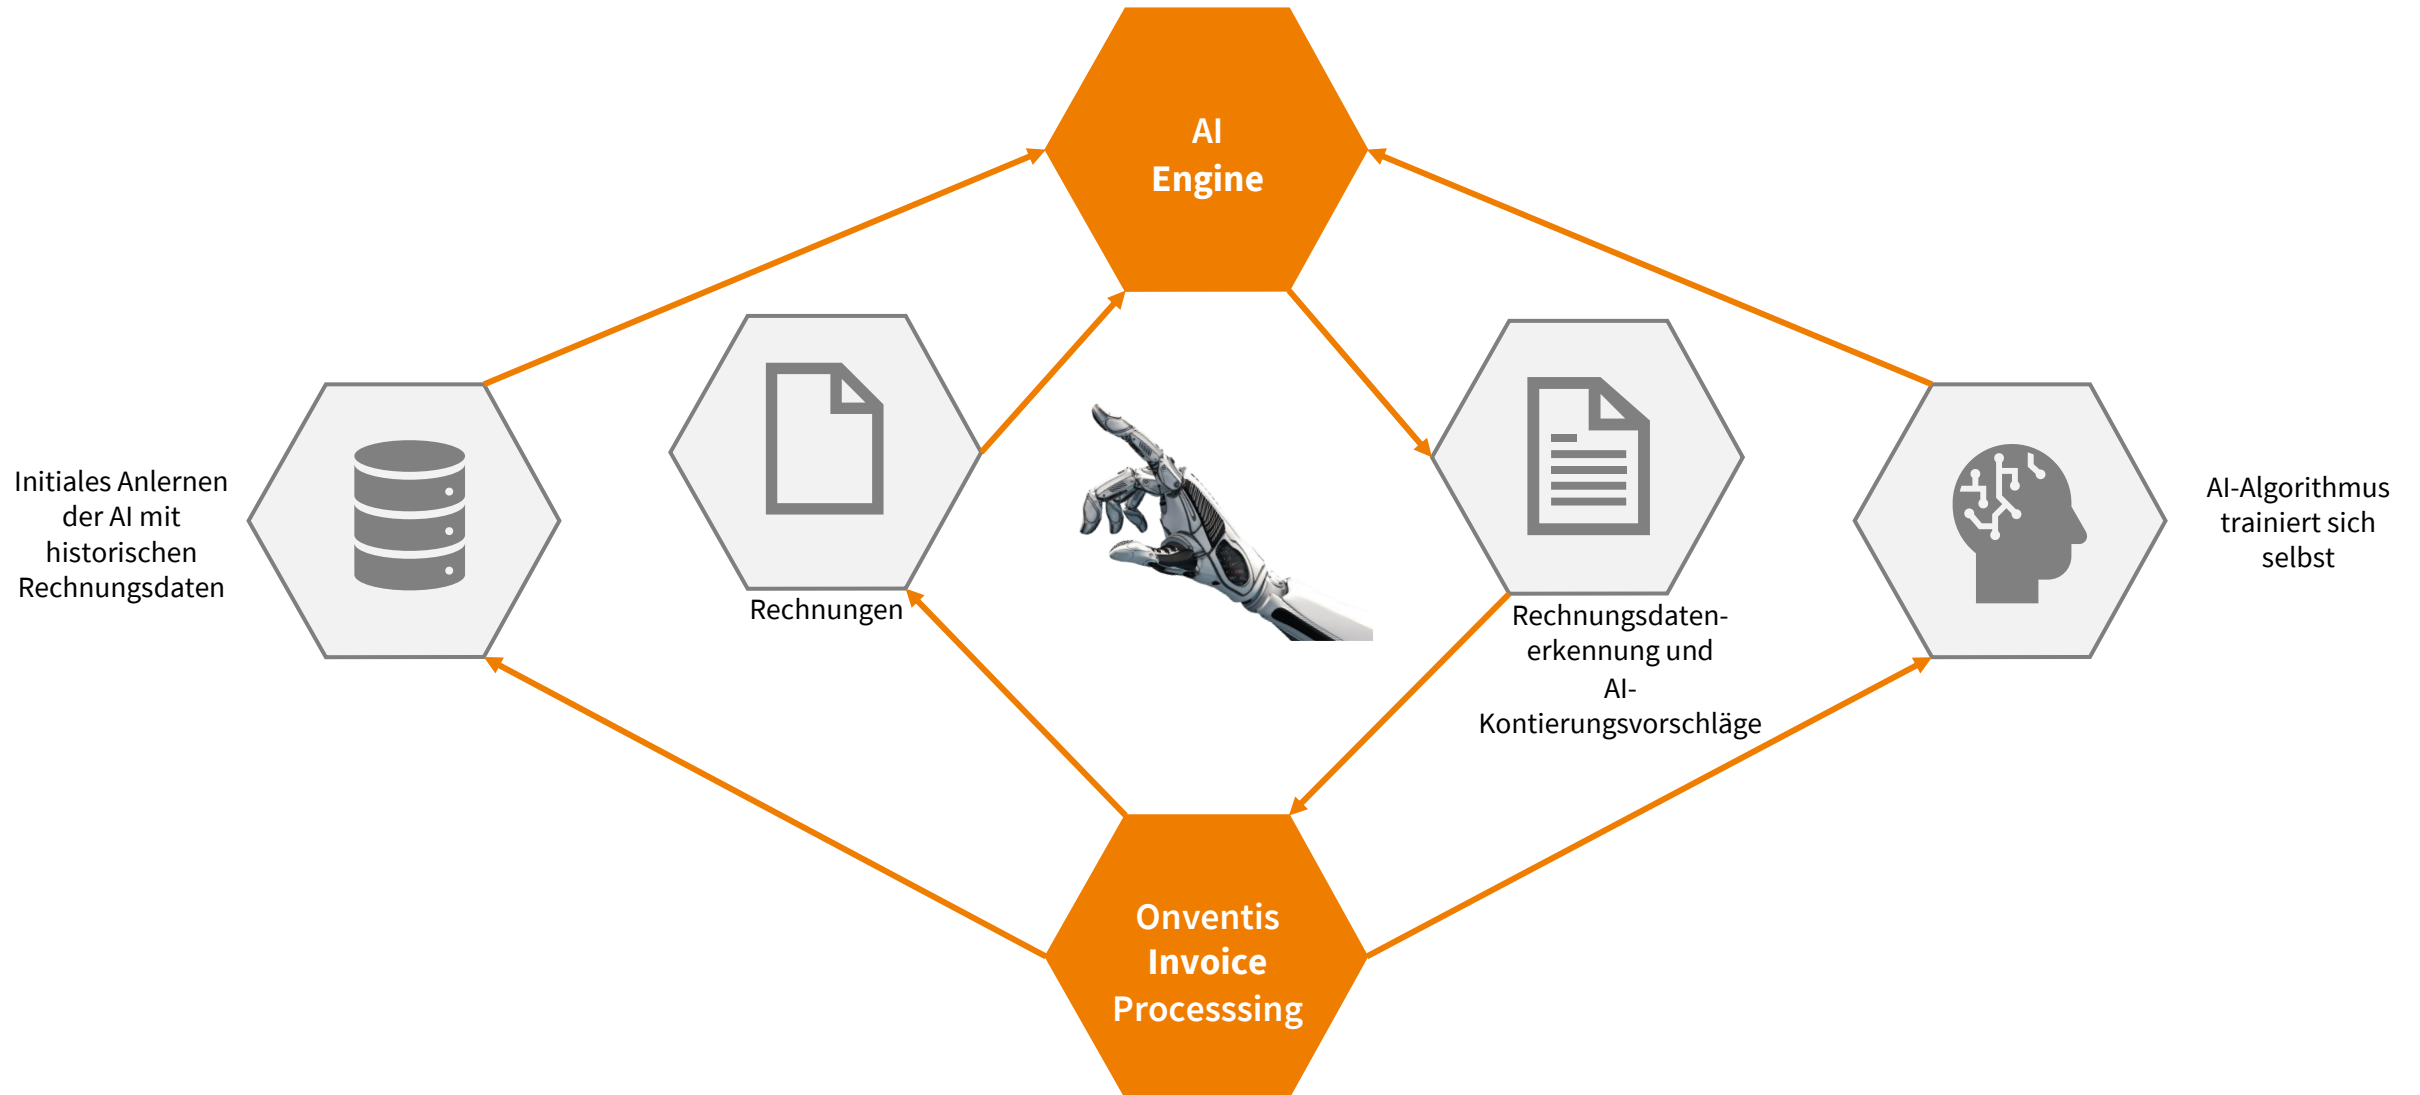 AI
Engine
Initiales Anlernen
der AI mit
historischen
Rechnungsdaten
Rechnungen
Rechnungsdaten-
erkennung und
AI-
Kontierungsvorschläge
AI-Algorithmus
trainiert sich
selbst
Onventis
Invoice
Processsing